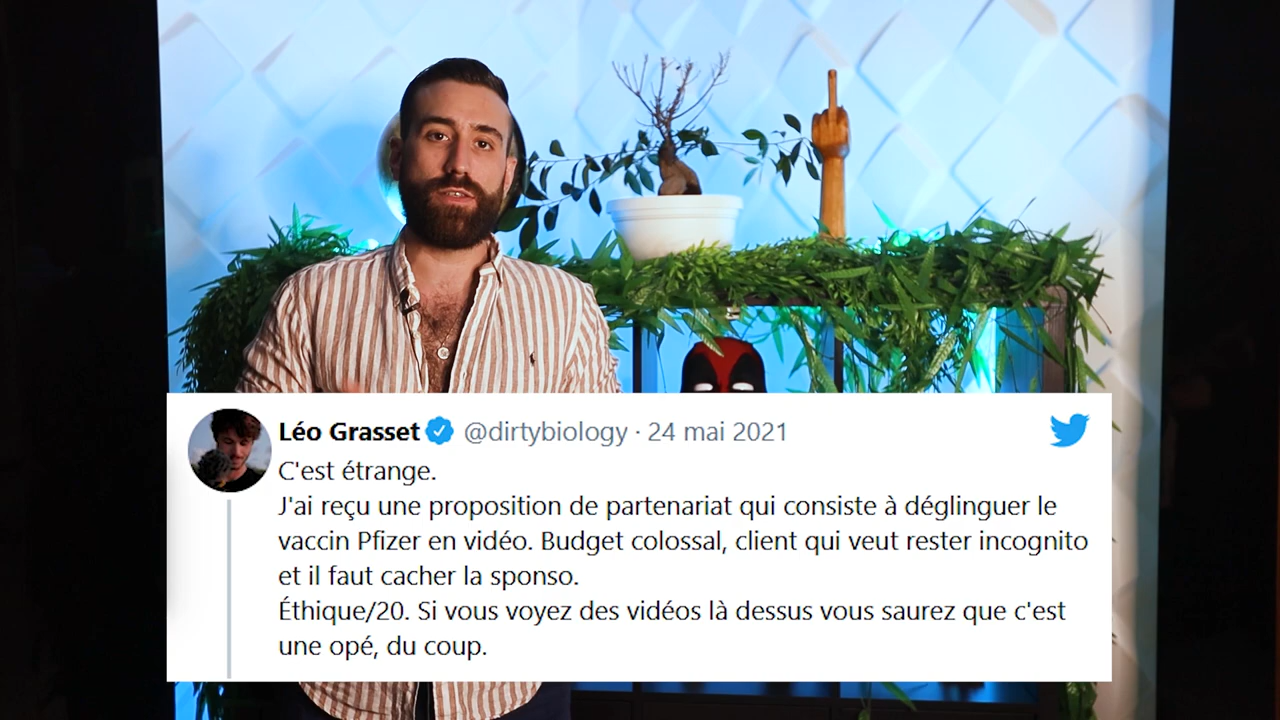 Léo Grasset @dirtybiology · 24 mai 2021
C'est étrange.
J'ai reçu une proposition de partenariat qui consiste à déglinguer le
vaccin Pfizer en vidéo. Budget colossal, client qui veut rester incognito
et il faut cacher la sponso.
Éthique/20. Si vous voyez des vidéos là dessus vous saurez que c'est
une opé, du coup.